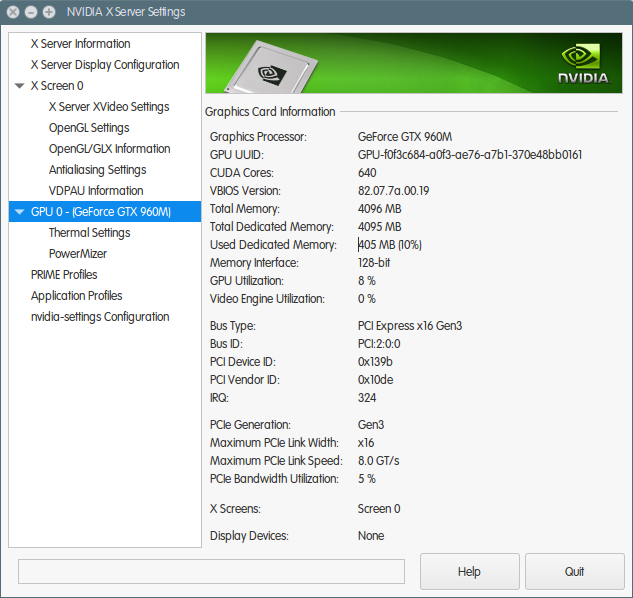 NVIDIA X Server Settings
X Server Information
X Server Display Configuration
X Screen 0
X Server XVideo Settings
OpenGL Settings
OpenGL/GLX Information
Antialiasing Settings
VDPAU Information
GPU 0 - (GeForce GTX 960M)
Thermal Settings
PowerMizer
PRIME Profiles
Application Profiles
nvidia-settings Configuration
NVIDIA
Graphics Card Information
Graphics Processor: GeForce GTX 960M
GPU UUID: GPU-f0f3c684-a0f3-ae76-a7b1-370e48bb0161
CUDA Cores: 640
VBIOS Version: 82.07.7a.00.19
Total Memory: 4096 MB
Total Dedicated Memory: 4095 MB
Used Dedicated Memory: 405 MB (10%)
Memory Interface: 128-bit
GPU Utilization: 8 %
Video Engine Utilization: 0 %
Bus Type: PCI Express x16 Gen3
Bus ID: PCI:2:0:0
PCI Device ID: 0x139b
PCI Vendor ID: 0x10de
IRQ: 324
PCIe Generation: Gen3
Maximum PCIe Link Width: x16
Maximum PCIe Link Speed: 8.0 GT/s
PCIe Bandwidth Utilization: 5 %
X Screens: Screen 0
Display Devices: None
Help
Quit